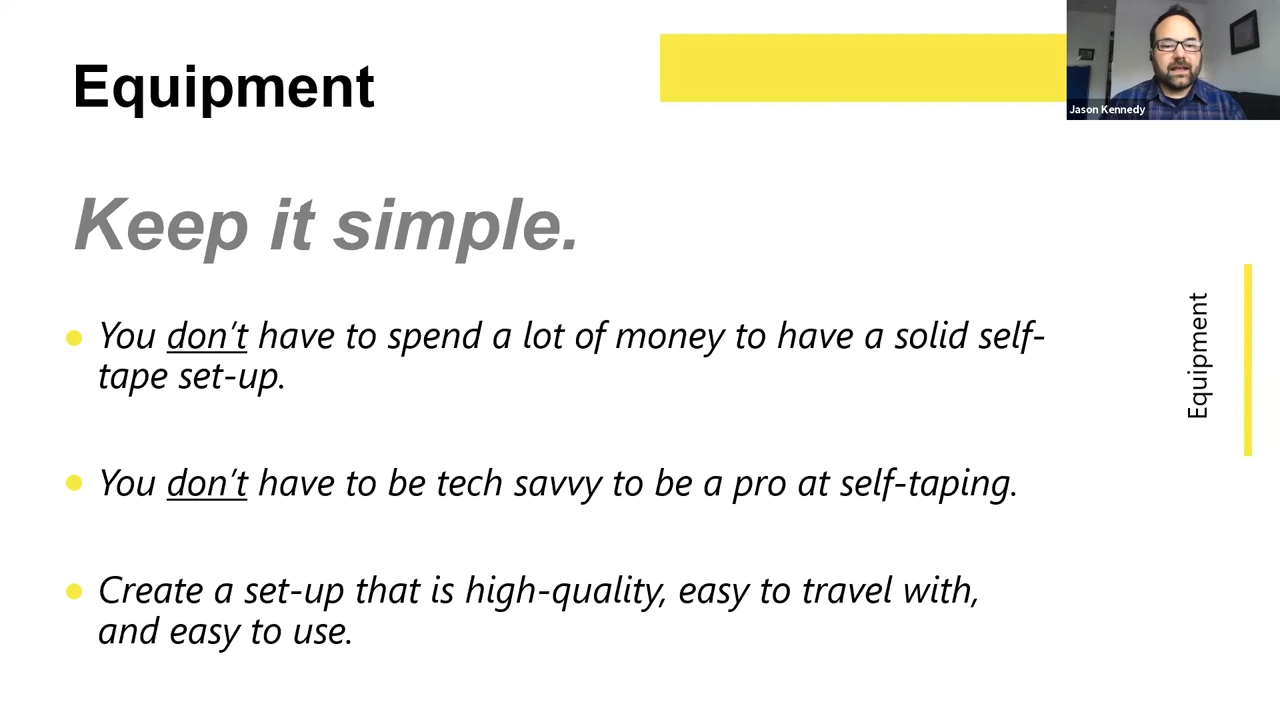 Equipment
Jason Kennedy
Keep it simple.
You don't have to spend a lot of money to have a solid self-
tape set-up.
You don't have to be tech savvy to be a pro at self-taping.
Create a set-up that is high-quality, easy to travel with,
and easy to use.
Equipment